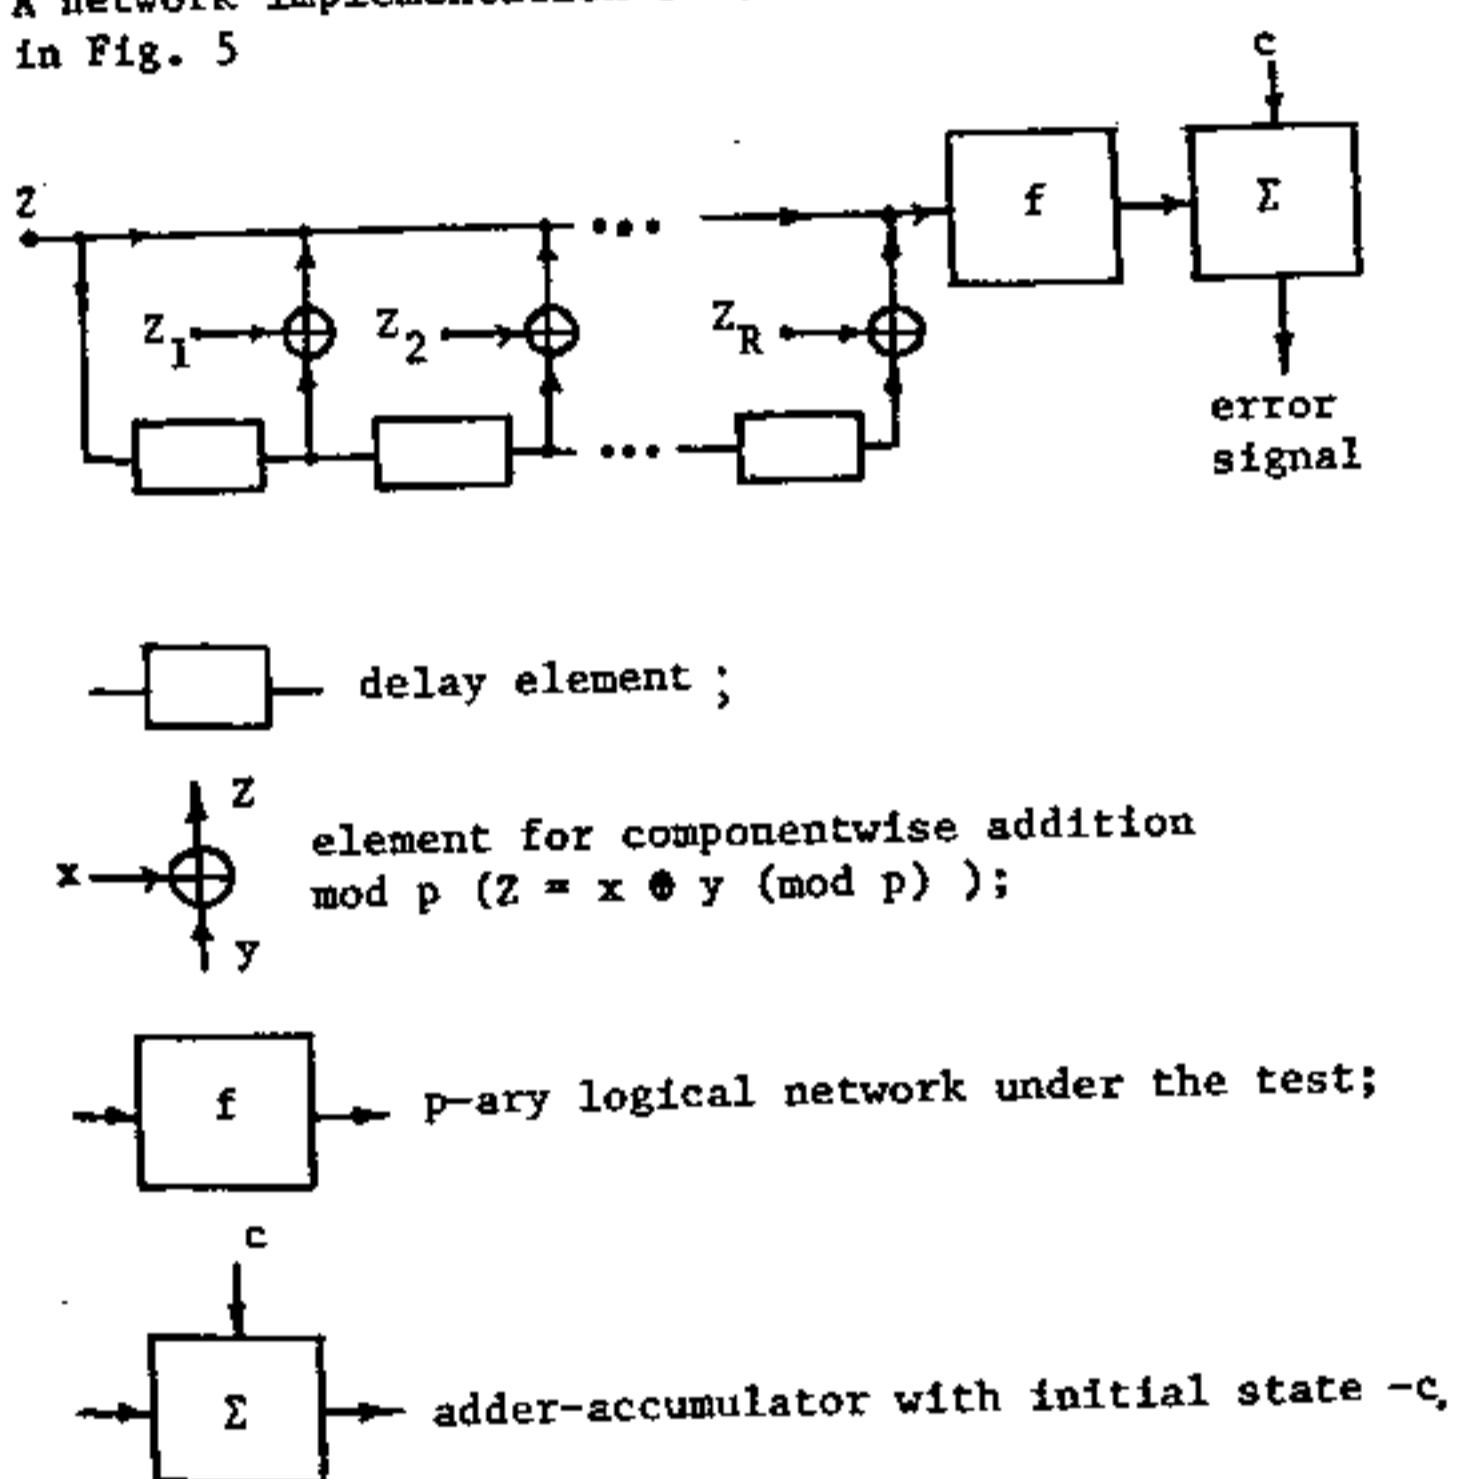 in Fig. 5
c
Z
f
Σ
Z1
Z2
...
ZR
...
error
signal
delay element ;
Z
x
y
element for componentwise addition
mod p (Z = x ⊕ y (mod p) );
f
p-ary logical network under the test;
c
Σ
adder-accumulator with initial state -c,